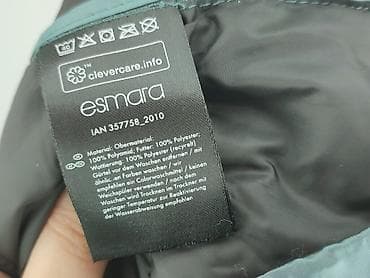 40
clevercare.info
esmara
IAN 357758_2010
Material: Obermaterial:
100% Polyamid; Futter: 100% Polyester;
Wattierung: 100% Polyester (recycelt)
Gürtel vor dem Waschen entfernen / mit
ähnlichen Farben waschen / wir
empfehlen ein Colorwaschmittel / keinen
Weichspüler verwenden / nach dem
Waschen wird Trocknen im Trockner mit
geringer Temperatur zur Reaktivierung
der Wasserabweisung empfohlen